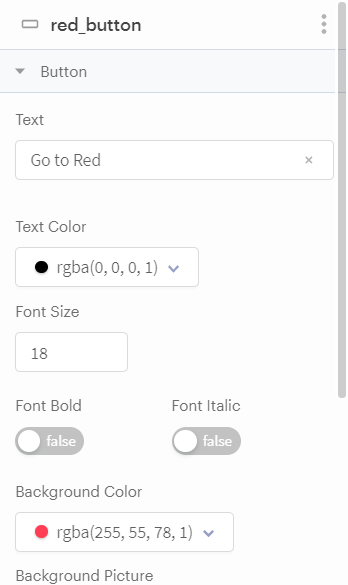 red_button
Button
Text
Go to Red
Text Color
rgba(0, 0, 0, 1)
Font Size
18
Font Bold Font Italic
false false
Background Color
rgba(255, 55, 78, 1)
Background Picture